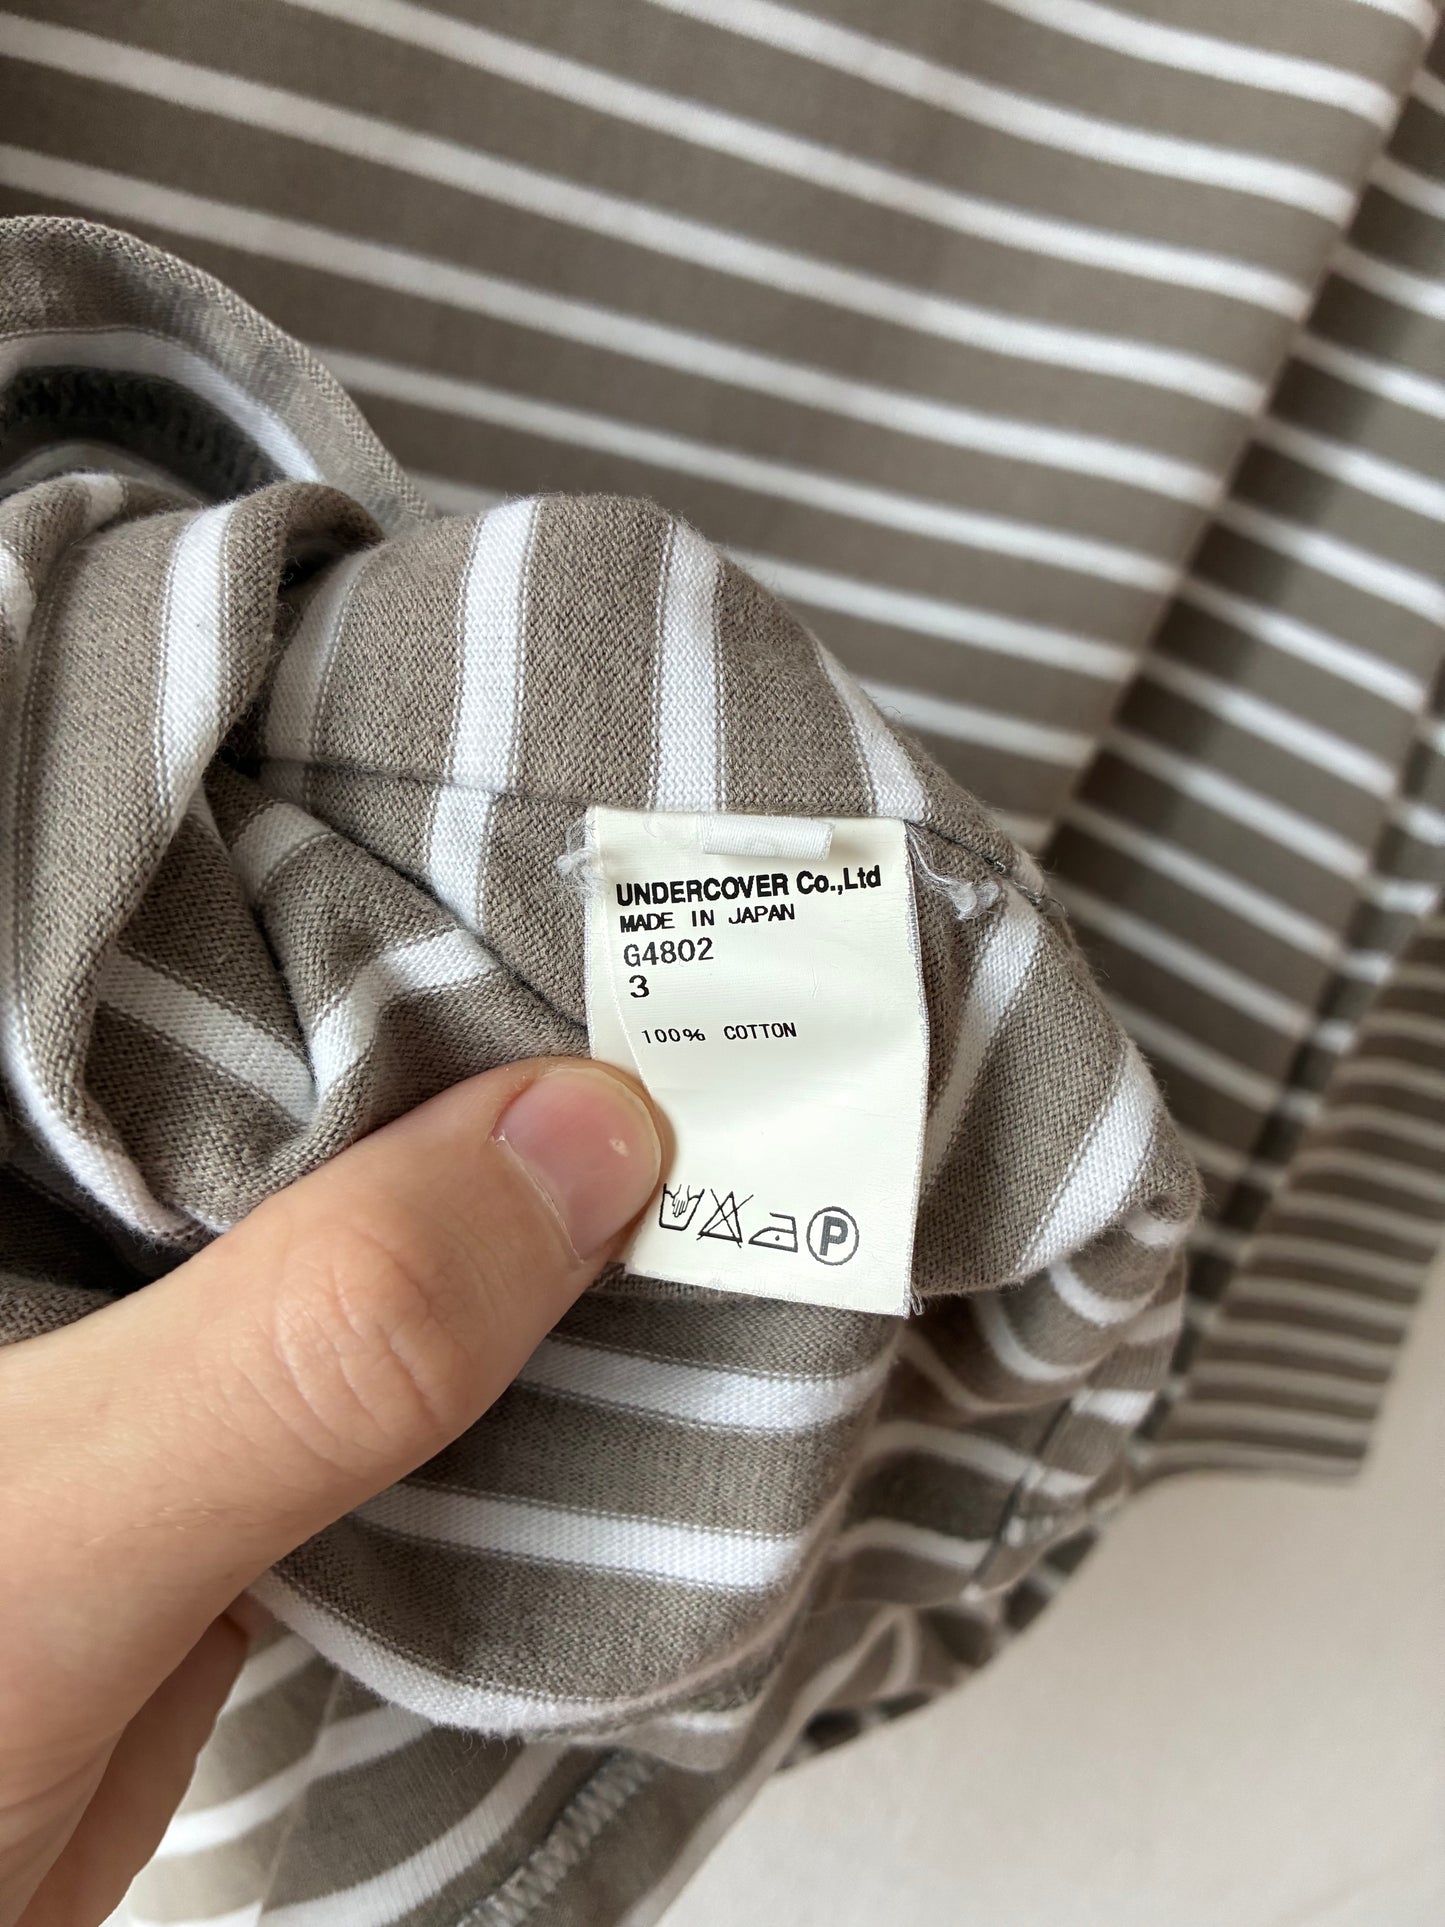 UNDERCOVER Co.,Ltd
MADE IN JAPAN
G4802
3
100% COTTON
P